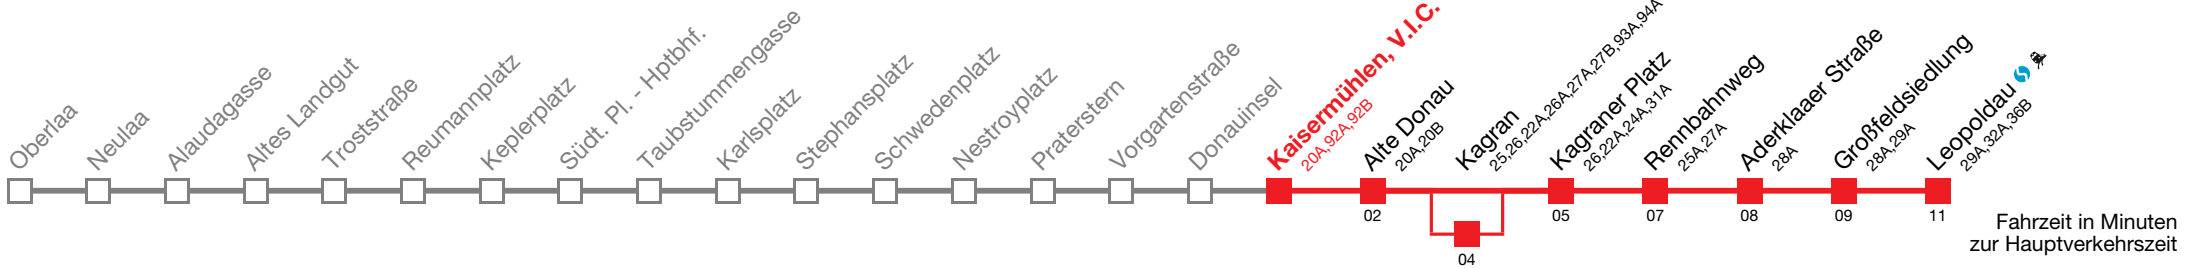 Oberlaa
Neulaa
Alaudagasse
Altes Landgut
Troststraße
Reumannplatz
Keplerplatz
Südt. Pl. - Hptbhf.
Taubstummengasse
Karlsplatz
Stephansplatz
Schwedenplatz
Nestroyplatz
Praterstern
Vorgartenstraße
Donauinsel
Kaisermühlen, V.I.C.
20A,92A,92B
Alte Donau
20A,20B
02
Kagran
25,26,22A,26A,27A,27B,93A,94A
04
Kagraner Platz
26,22A,24A,31A
05
Rennbahnweg
25A,27A
07
Aderklaaer Straße
28A
08
Großfeldsiedlung
28A,29A
09
Leopoldau
29A,32A,36B
11
Fahrzeit in Minuten
zur Hauptverkehrszeit